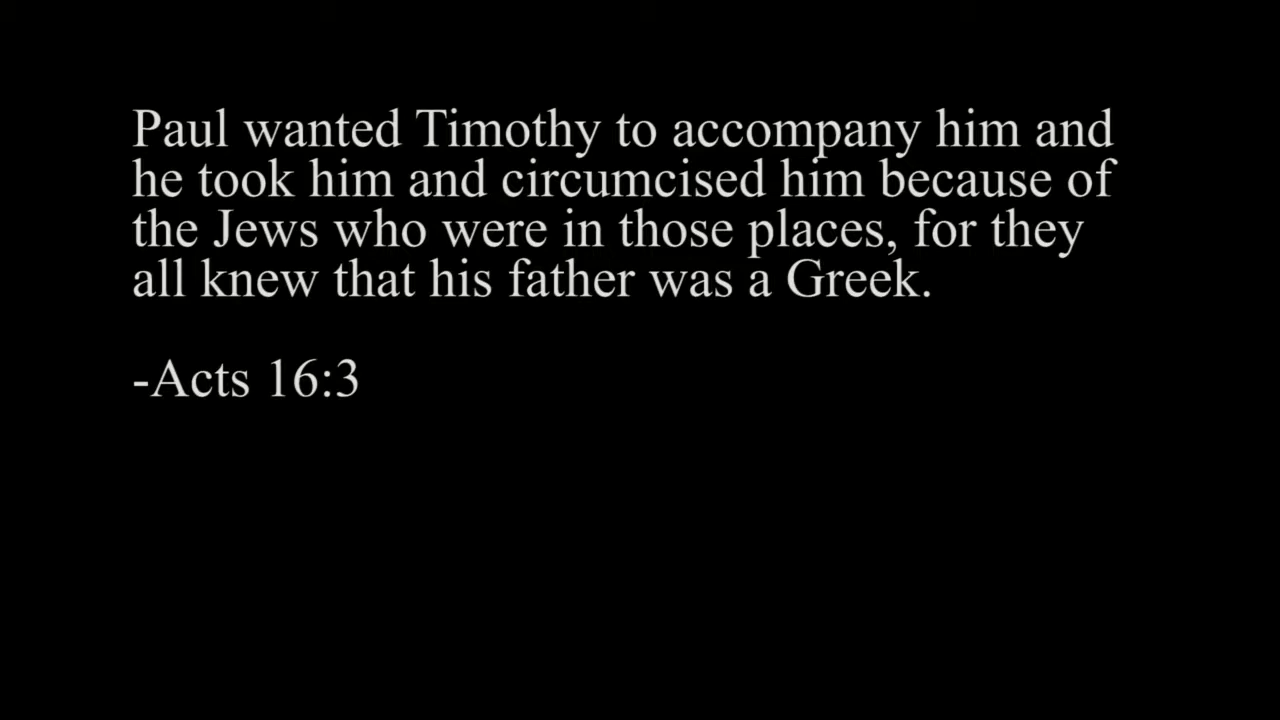 Paul wanted Timothy to accompany him and
he took him and circumcised him because of
the Jews who were in those places, for they
all knew that his father was a Greek.
-Acts 16:3